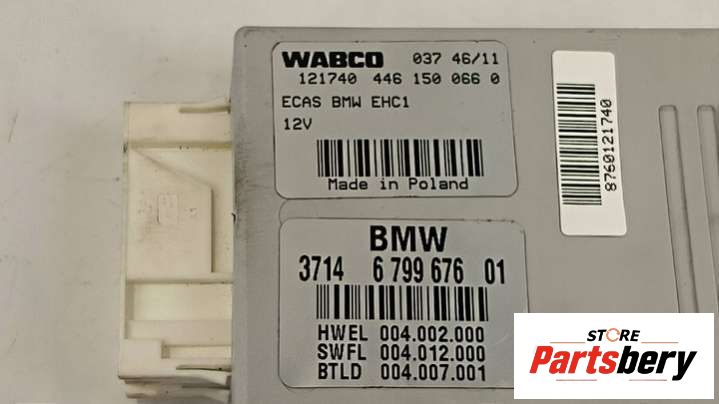 WABCO 037 46/11
121740 446 150 066 0
ECAS BMW EHC1
12V
Made in Poland
8760121740
BMW
3714 6 799 676 01
HWEL 004.002.000
SWFL 004.012.000
BTLD 004.007.001
STORE
Partsbery